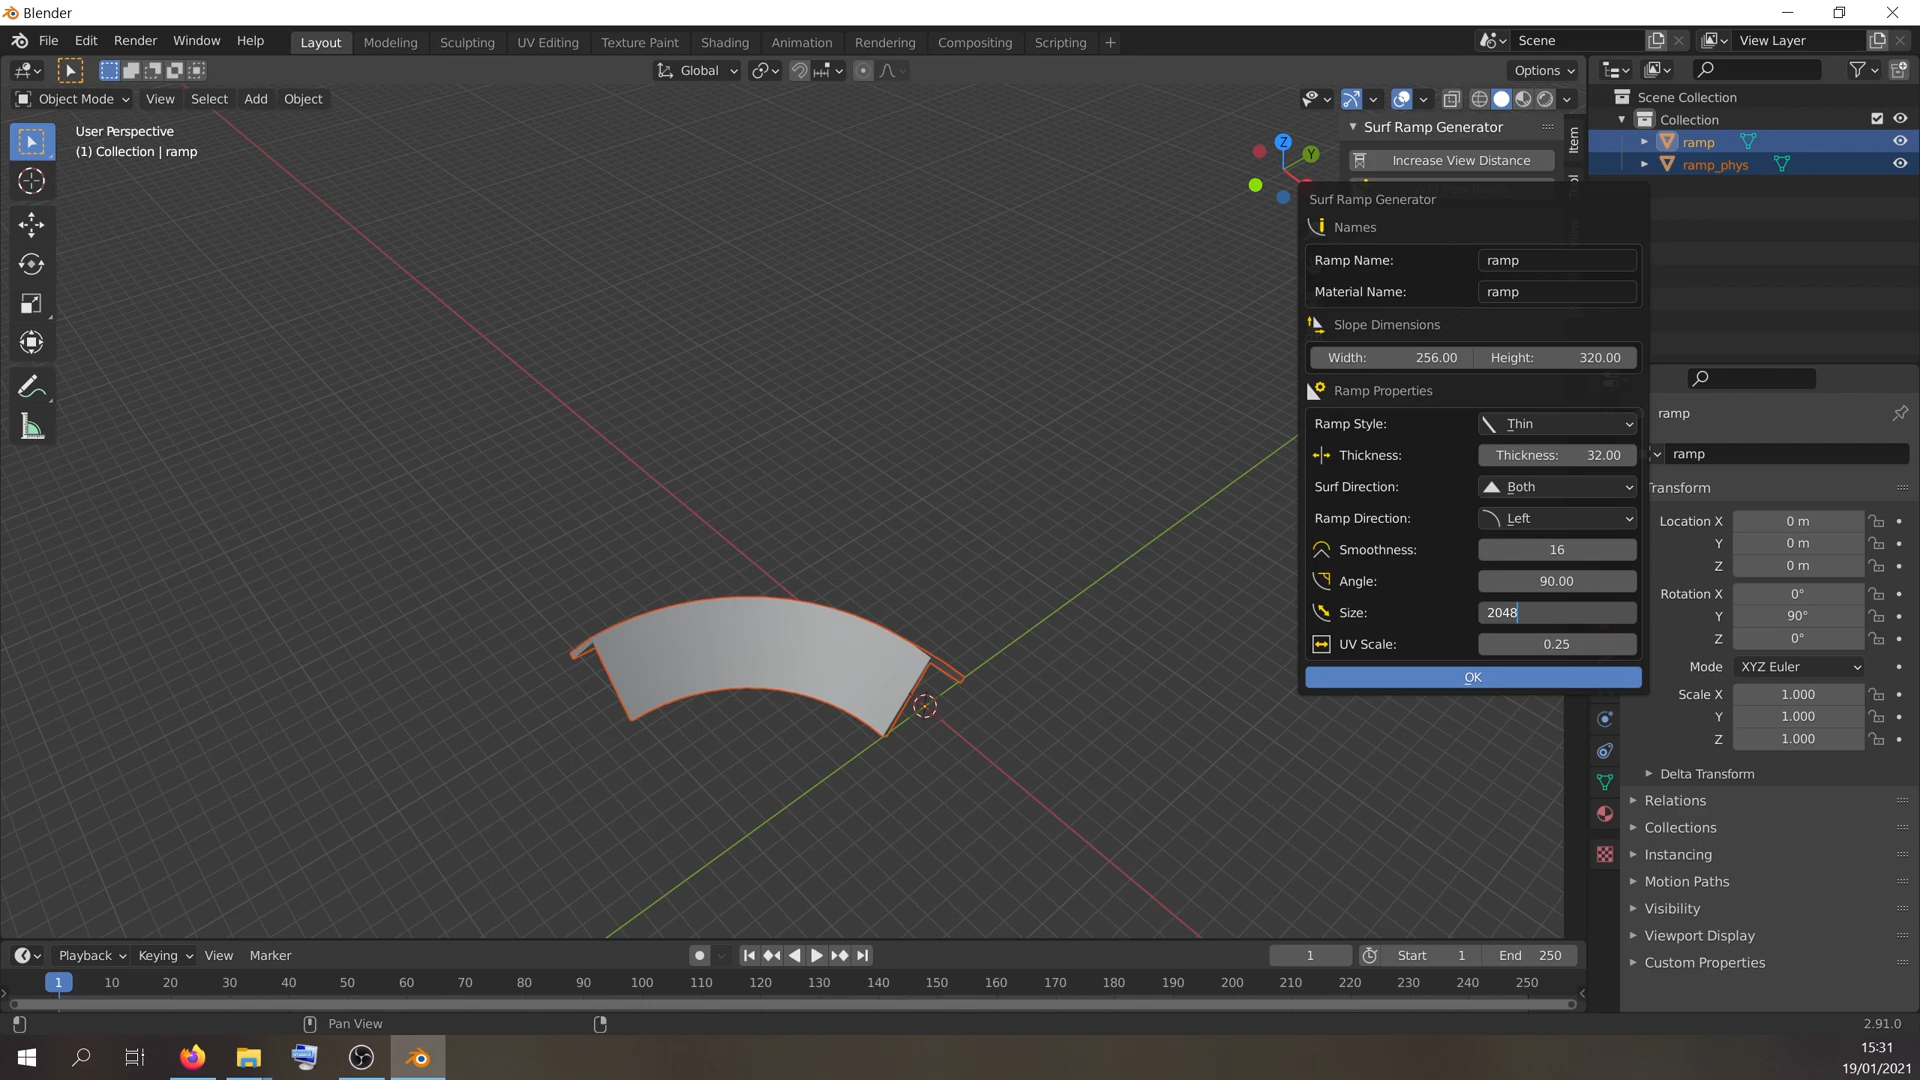 Blender
File Edit Render Window Help Layout Modeling Sculpting UV Editing Texture Paint Shading Animation Rendering Compositing Scripting + Scene View Layer
Global Options
Object Mode View Select Add Object
User Perspective
(1) Collection | ramp
Z
Y
Surf Ramp Generator
Increase View Distance
Item
Surf Ramp Generator
Names
Ramp Name: ramp
Material Name: ramp
Slope Dimensions
Width: 256.00 Height: 320.00
Ramp Properties
Ramp Style: Thin
Thickness: Thickness: 32.00
Surf Direction: Both
Ramp Direction: Left
Smoothness: 16
Angle: 90.00
Size: 2048
UV Scale: 0.25
OK
Scene Collection
Collection
ramp
ramp_phys
ramp
ramp
Transform
Location X 0 m
Y 0 m
Z 0 m
Rotation X 0°
Y 90°
Z 0°
Mode XYZ Euler
Scale X 1.000
Y 1.000
Z 1.000
Delta Transform
Relations
Collections
Instancing
Motion Paths
Visibility
Viewport Display
Custom Properties
Playback Keying View Marker 1 Start 1 End 250
1 10 20 30 40 50 60 70 80 90 100 110 120 130 140 150 160 170 180 190 200 210 220 230 240 250
Pan View 2.91.0
15:31
19/01/2021